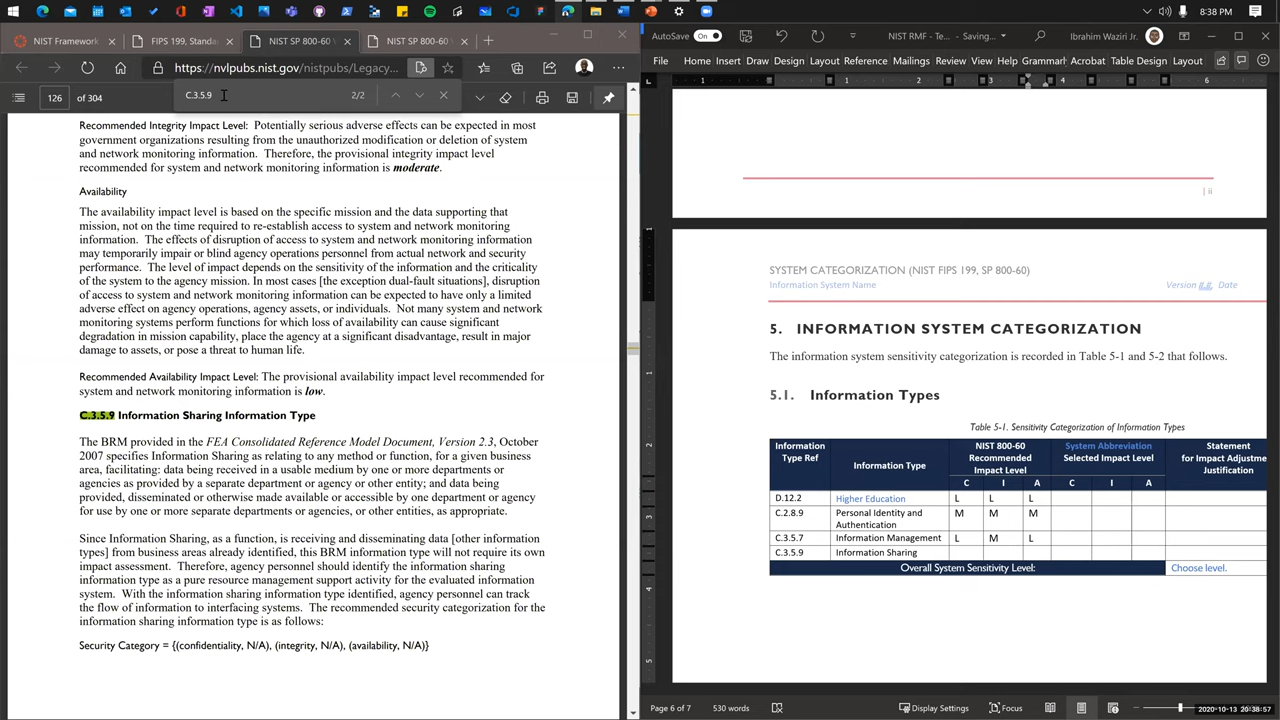 8:38 PM
NIST Framework
FIPS 199, Stand
NIST SP 800-60 V
NIST SP 800-60 V
https://nvlpubs.nist.gov/nistpubs/Legac...
126 of 304
C.3.5.9
2/2
Recommended Integrity Impact Level: Potentially serious adverse effects can be expected in most
government organizations resulting from the unauthorized modification or deletion of system
and network monitoring information. Therefore, the provisional integrity impact level
recommended for system and network monitoring information is moderate.
Availability
The availability impact level is based on the specific mission and the data supporting that
mission, not on the time required to re-establish access to system and network monitoring
information. The effects of disruption of access to system and network monitoring information
may temporarily impair or aid agency operations personnel from actual network and security
performance. The level of impact depends on the sensitivity of the information and the criticality
of the system to the agency mission. In most cases [the exception dual-fault situations], disruption
of access to system and network monitoring information can be expected to have only a limited
adverse effect on agency operations, agency assets, or individuals. Not many system and network
monitoring systems perform functions for which loss of availability can cause significant
degradation in mission capability, place the agency at a significant disadvantage, result in major
damage to assets, or pose a threat to human life.
Recommended Availability Impact Level: The provisional availability impact level recommended for
system and network monitoring information is low.
C.3.5.9 Information Sharing Information Type
The BRM provided in the FEA Consolidated Reference Model Document, Version 2.3, October
2007 specifies Information Sharing as relating to any method or function, for a given business
area, facilitating: data being received in a usable medium by one or more departments or
agencies as provided by a separate department or agency or other entity; and data being
provided, disseminated or otherwise made available or accessible by one department or agency
for use by one or more departments or agencies, or other entities, as appropriate.
Since Information Sharing, as a function, is receiving and disseminating data [other information
types] from systems that are already identified, this BRM information type will not require its own
impact assessment. Therefore, agency personnel should identify the information sharing
information type as a purely resource management support activity for the evaluated information
system. With the information sharing information type identified, agency personnel can track
the flow of information to interfacing systems. The recommended security categorization for the
information sharing information type is as follows:
Security Category = {(confidentiality, N/A), (integrity, N/A), (availability, N/A)}
AutoSave On
NIST RMF - Te... - Saving...
Ibrahim Waziri Jr.
File Home Insert Draw Design Layout Reference Mailings Review View Help Grammarly Acrobat Table Design Layout
1 1 2 3 4 6
| ii
SYSTEM CATEGORIZATION (NIST FIPS 199, SP 800-60)
Information System Name
Version #.#, Date
5. INFORMATION SYSTEM CATEGORIZATION
The information system sensitivity categorization is recorded in Table 5-1 and 5-2 that follows.
5.1. Information Types
Table 5-1. Sensitivity Categorization of Information Types
Information Type Ref
Information Type
NIST 800-60 Recommended Impact Level
System Abbreviation Selected Impact Level
Statement for Impact Adjustme Justification
C I A C I A
D.12.2 Higher Education L L L
C.2.8.9 Personal Identity and Authentication M M M
C.3.5.7 Information Management L M L
C.3.5.9 Information Sharing
Overall System Sensitivity Level: Choose level.
Page 6 of 7 530 words
Display Settings Focus
2020-10-13 20:38:57